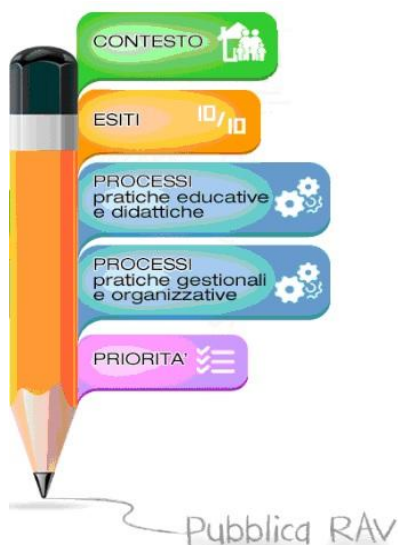 CONTESTO
ESITI 10/10
PROCESSI
pratiche educative
e didattiche
PROCESSI
pratiche gestionali
e organizzative
PRIORITA'
Pubblica RAV